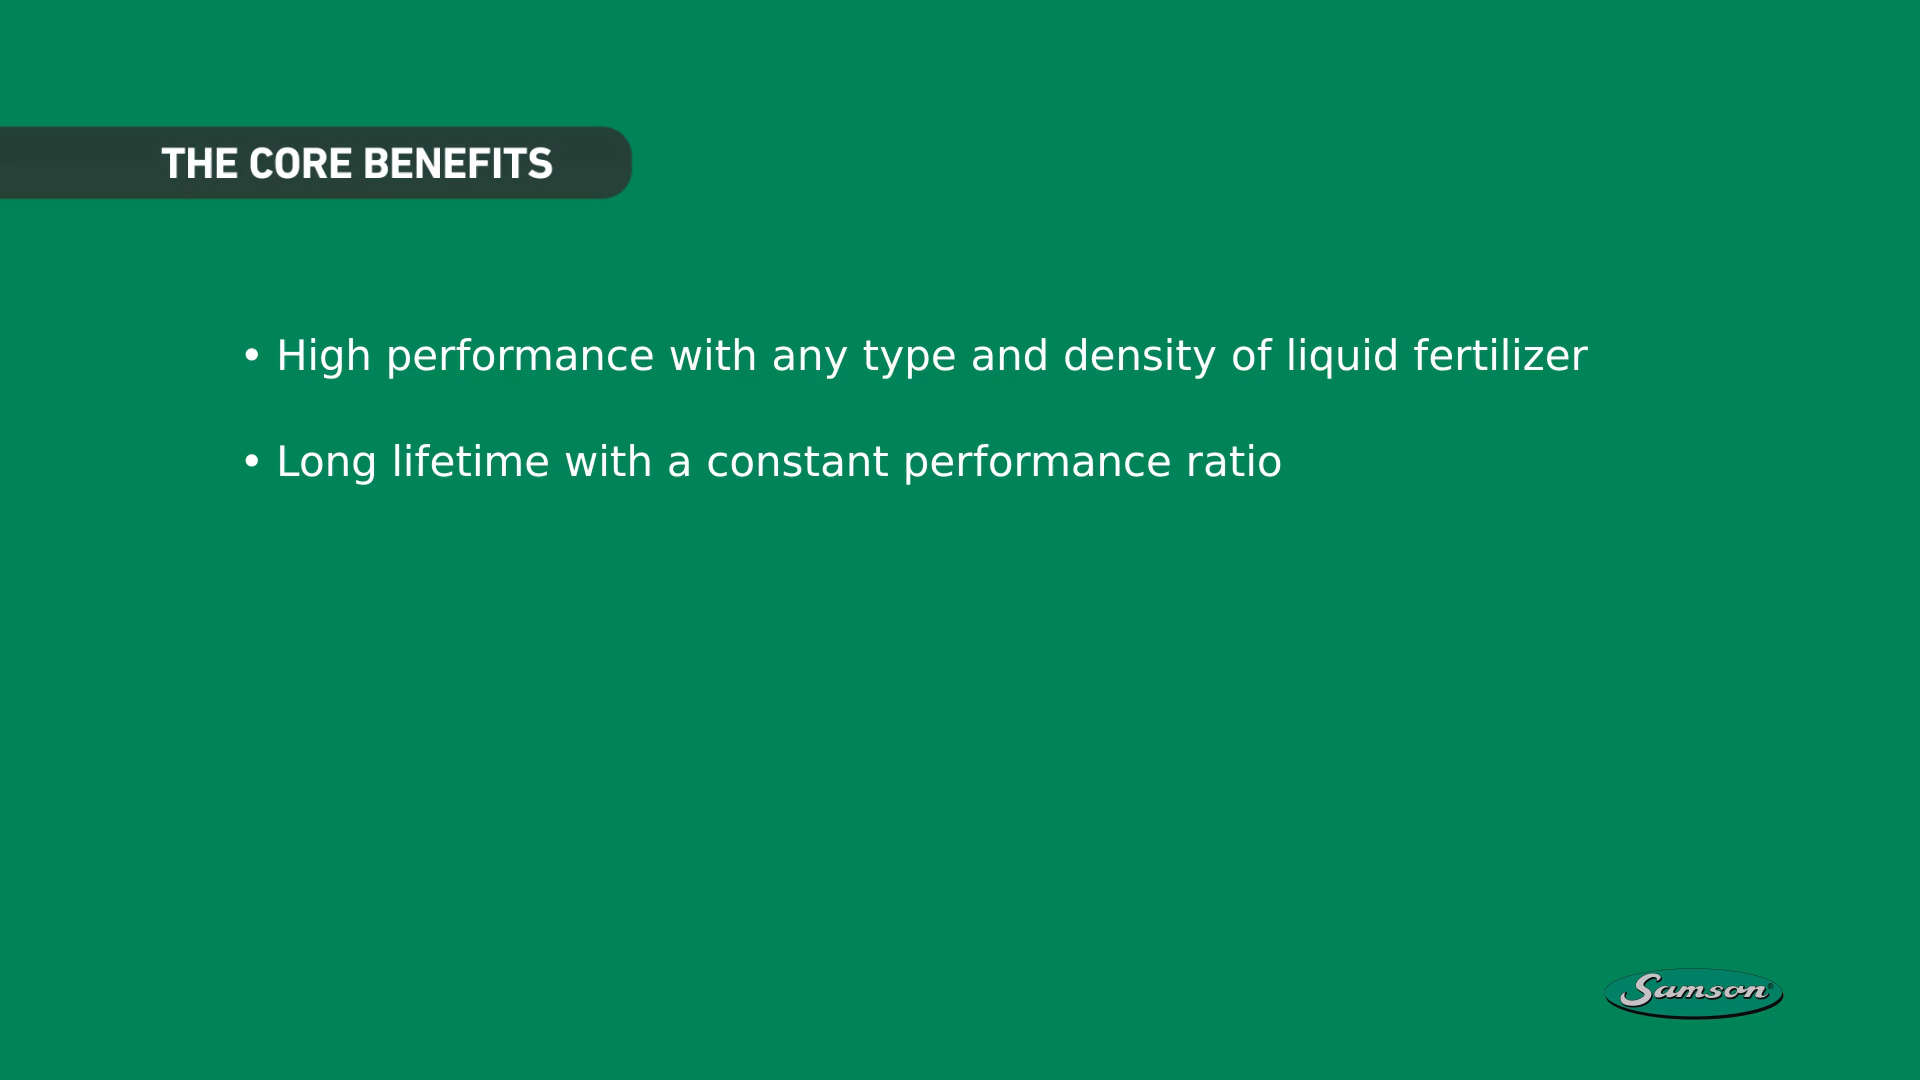 THE CORE BENEFITS
• High performance with any type and density of liquid fertilizer
• Long lifetime with a constant performance ratio
Samson®